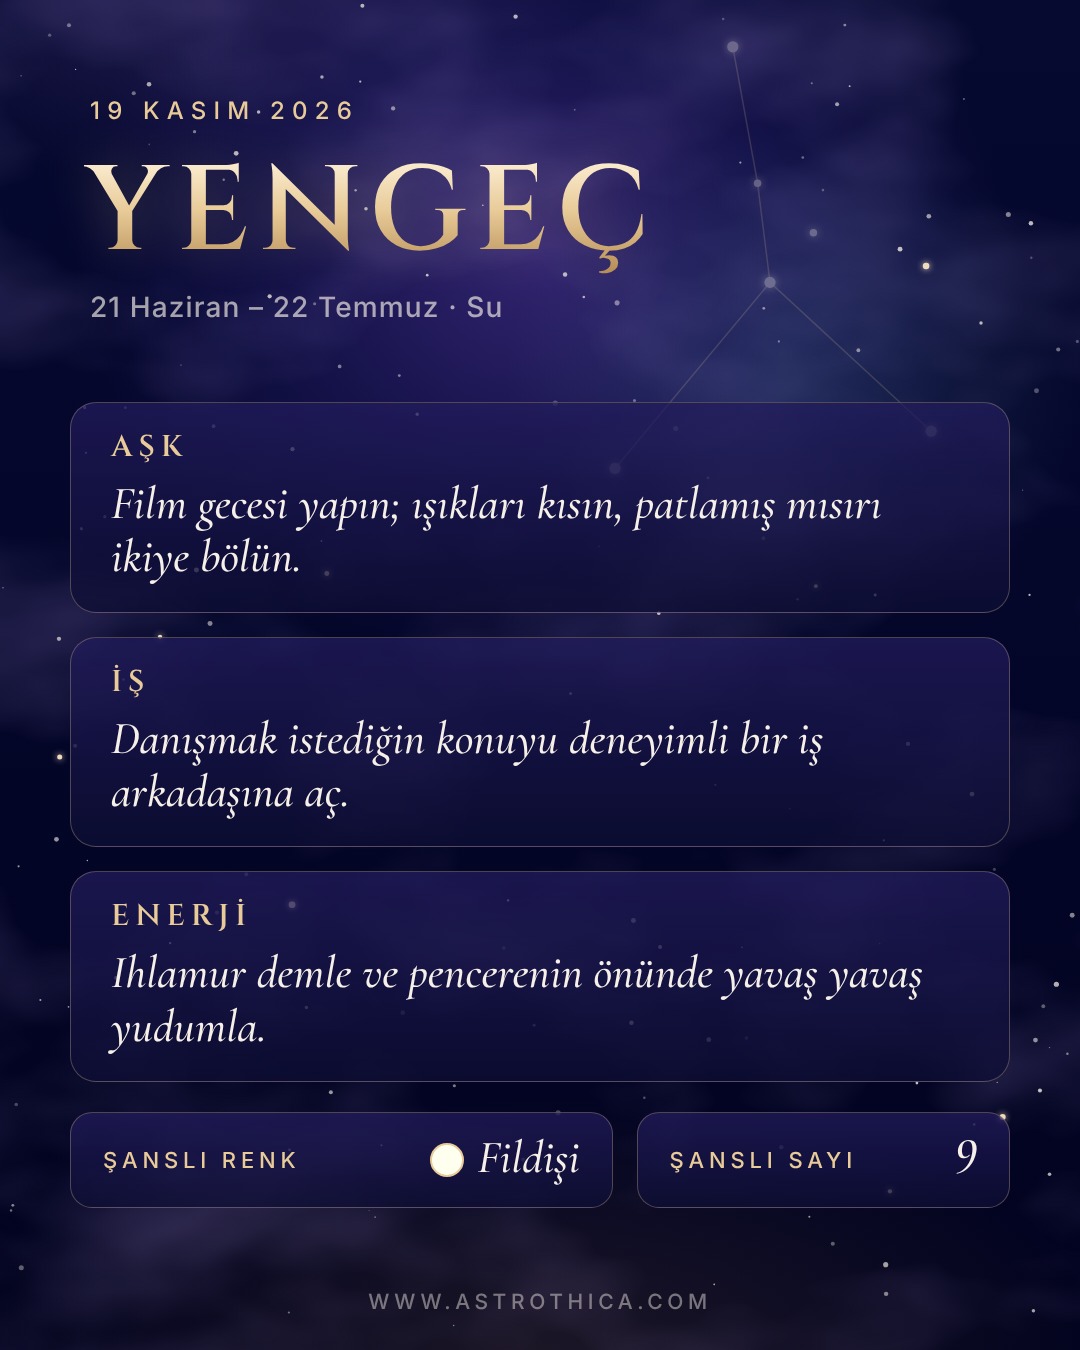 19 KASIM 2026
YENGEÇ
21 Haziran – 22 Temmuz · Su
AŞK
Film gecesi yapın; ışıkları kısın, patlamış mısırı
ikiye bölün.
İŞ
Danışmak istediğin konuyu deneyimli bir iş
arkadaşına aç.
ENERJİ
Ihlamur demle ve pencerenin önünde yavaş yavaş
yudumla.
ŞANSLI RENK Fildişi
ŞANSLI SAYI 9
WWW.ASTROTHICA.COM